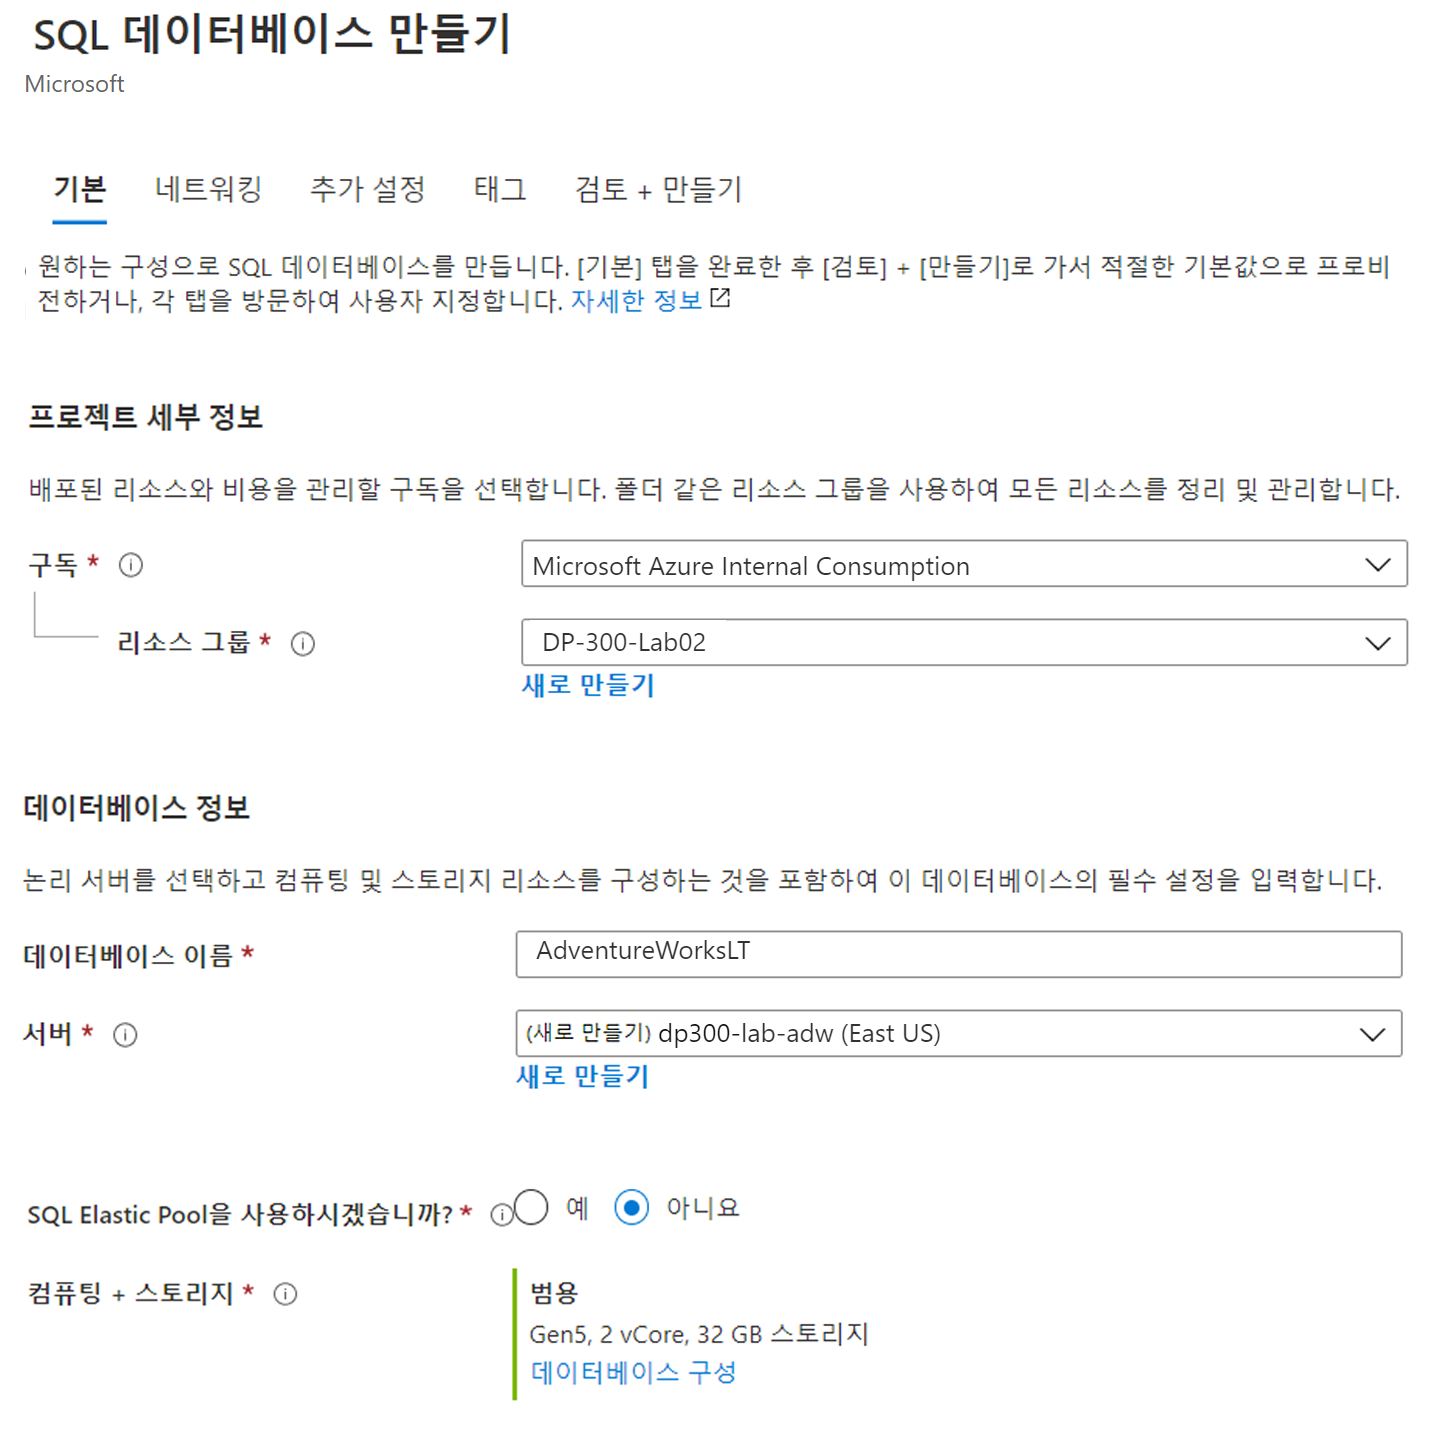 SQL 데이터베이스 만들기
Microsoft
기본 네트워킹 추가 설정 태그 검토 + 만들기
원하는 구성으로 SQL 데이터베이스를 만듭니다. [기본] 탭을 완료한 후 [검토] + [만들기]로 가서 적절한 기본값으로 프로비
전하거나, 각 탭을 방문하여 사용자 지정합니다. 자세한 정보
프로젝트 세부 정보
배포된 리소스와 비용을 관리할 구독을 선택합니다. 폴더 같은 리소스 그룹을 사용하여 모든 리소스를 정리 및 관리합니다.
구독 * Microsoft Azure Internal Consumption
리소스 그룹 * DP-300-Lab02
새로 만들기
데이터베이스 정보
논리 서버를 선택하고 컴퓨팅 및 스토리지 리소스를 구성하는 것을 포함하여 이 데이터베이스의 필수 설정을 입력합니다.
데이터베이스 이름 * AdventureWorksLT
서버 * (새로 만들기) dp300-lab-adw (East US)
새로 만들기
SQL Elastic Pool을 사용하시겠습니까? * 예 아니요
컴퓨팅 + 스토리지 * 범용
Gen5, 2 vCore, 32 GB 스토리지
데이터베이스 구성